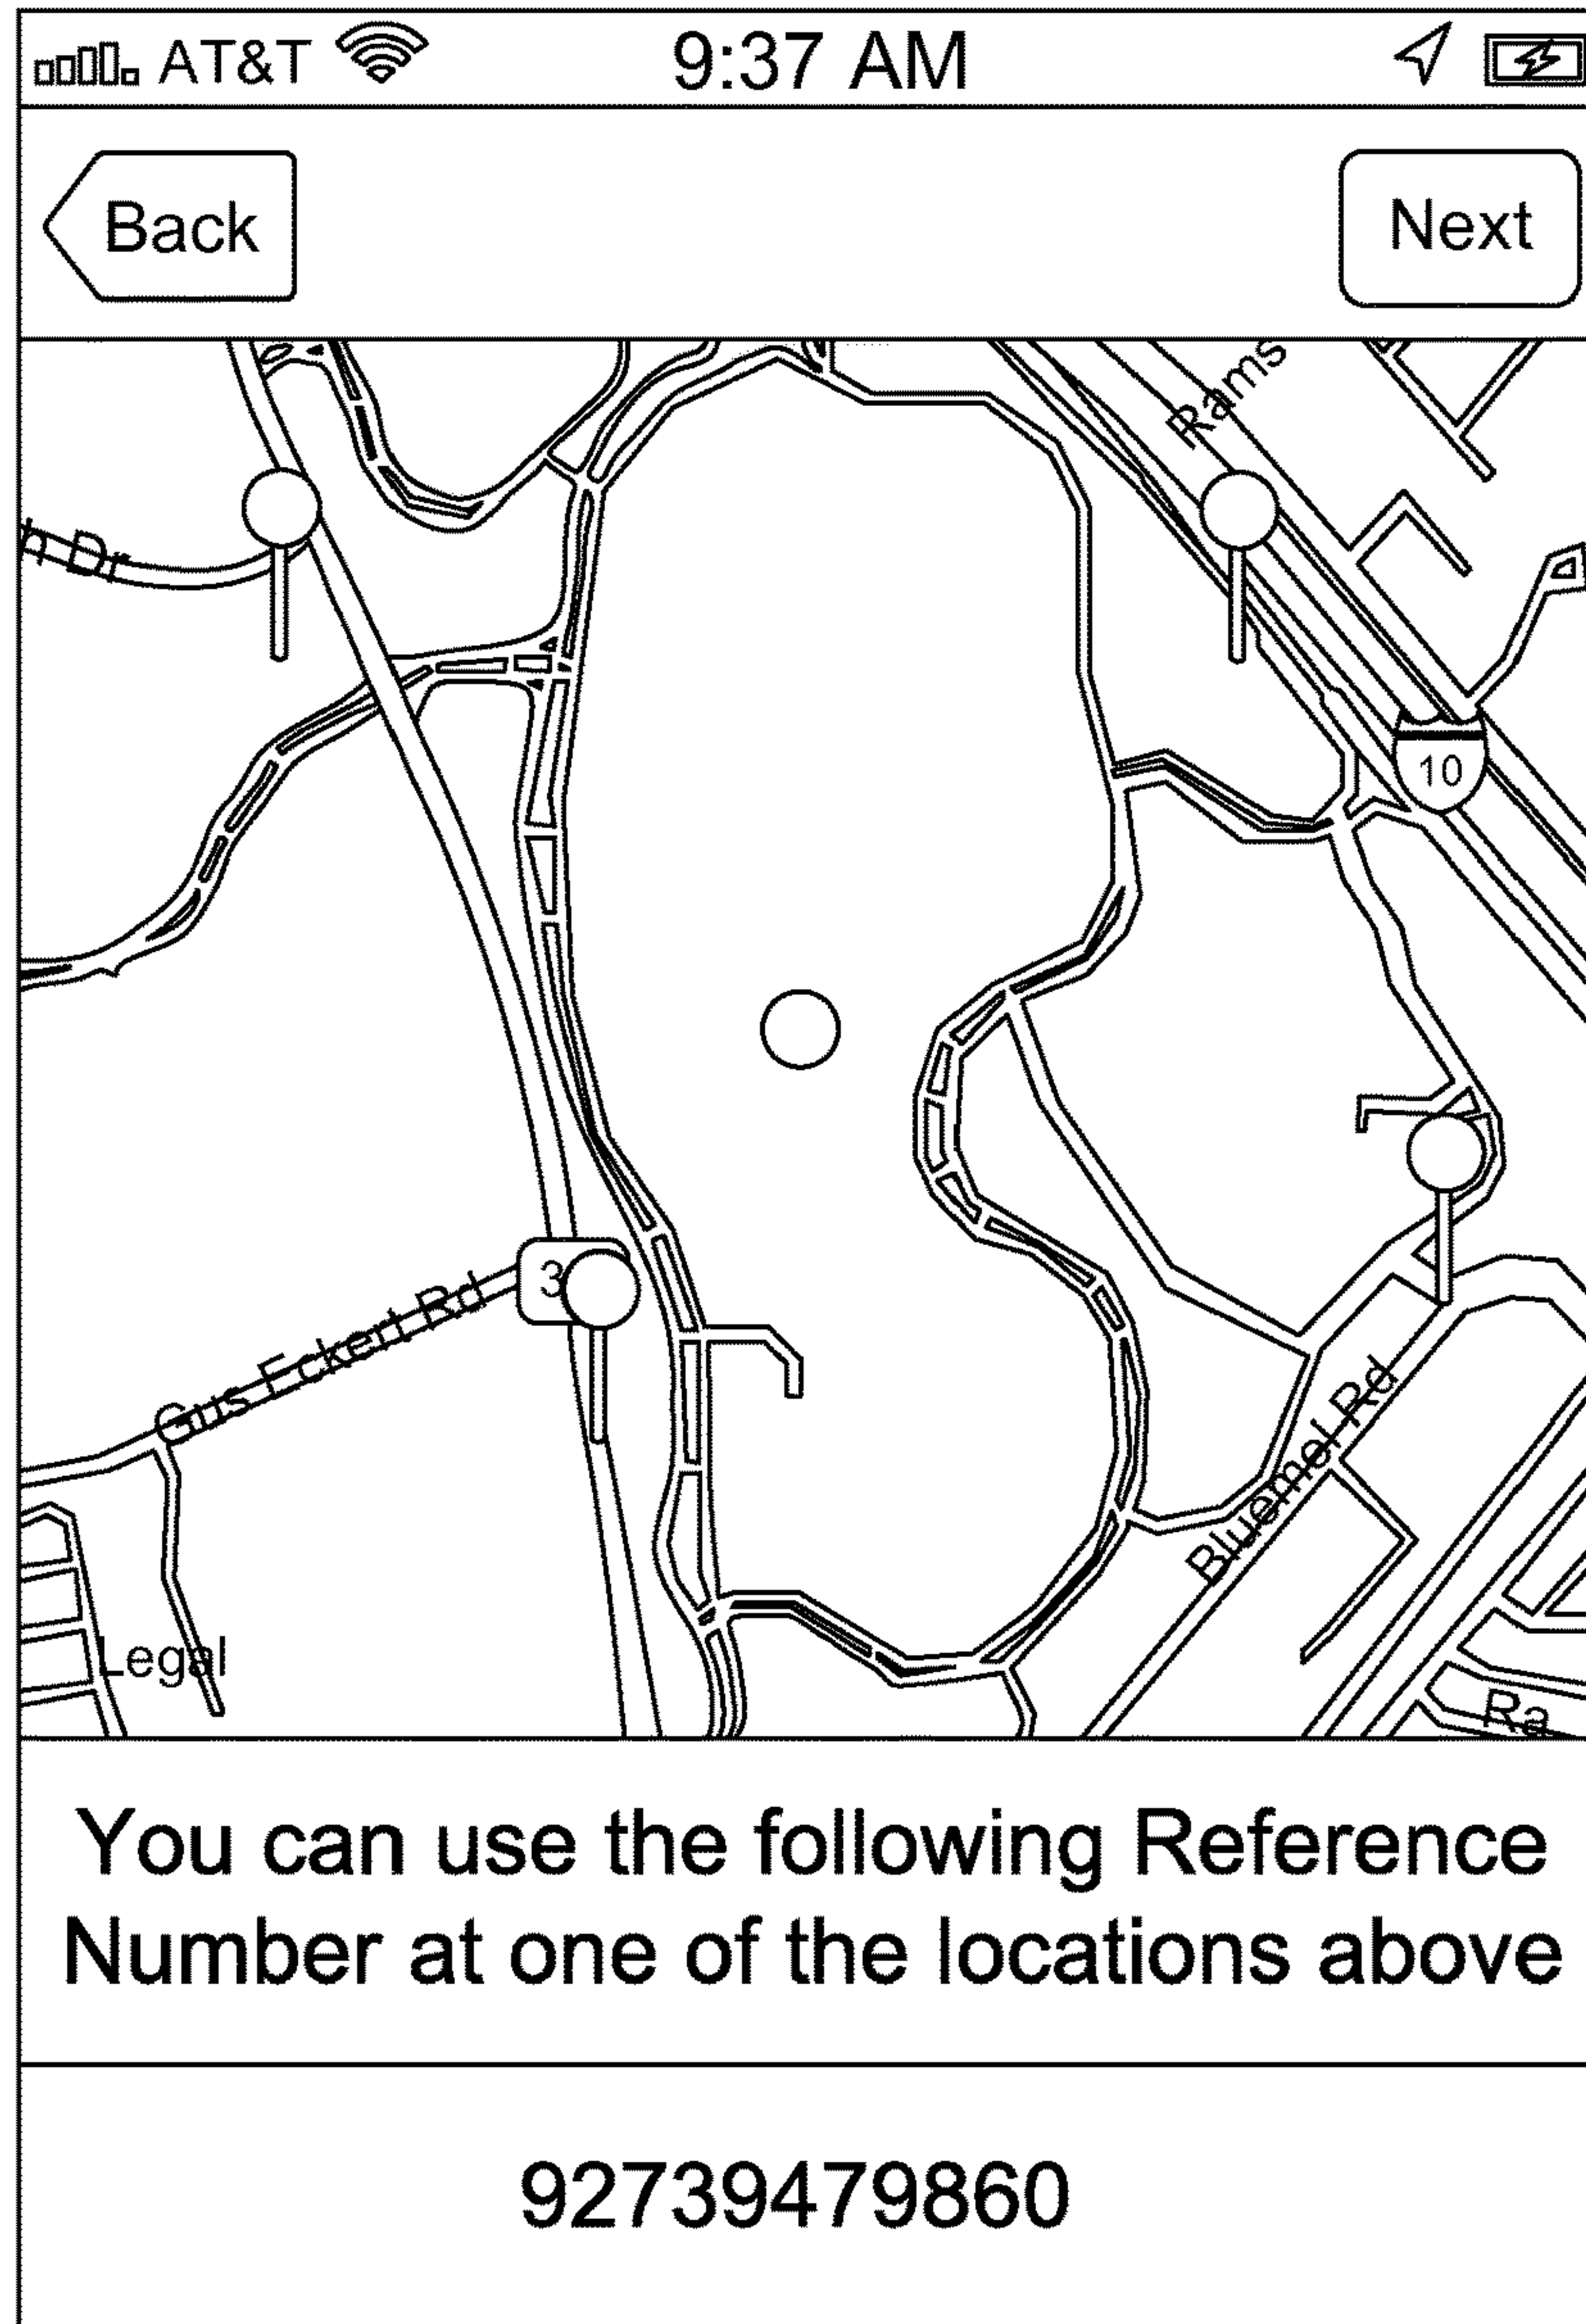 AT&T 9:37 AM
Back Next
Rams
h Dr
10
3
Gus Eckert Rd
Bluemel Rd
Legal
Ra
You can use the following Reference
Number at one of the locations above
92739479860